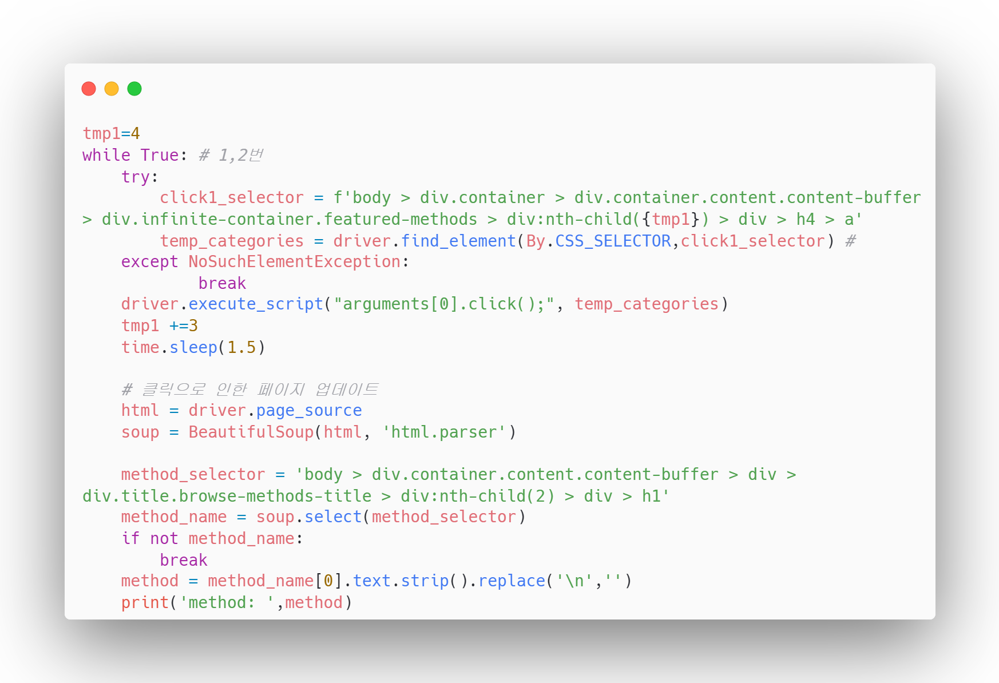 tmp1=4
while True: # 1,2번
    try:
        click1_selector = f'body > div.container > div.container.content.content-buffer
> div.infinite-container.featured-methods > div:nth-child({tmp1}) > div > h4 > a'
        temp_categories = driver.find_element(By.CSS_SELECTOR,click1_selector) #
    except NoSuchElementException:
            break
    driver.execute_script("arguments[0].click();", temp_categories)
    tmp1 +=3
    time.sleep(1.5)

    # 클릭으로 인한 페이지 업데이트
    html = driver.page_source
    soup = BeautifulSoup(html, 'html.parser')

    method_selector = 'body > div.container.content.content-buffer > div >
div.title.browse-methods-title > div:nth-child(2) > div > h1'
    method_name = soup.select(method_selector)
    if not method_name:
        break
    method = method_name[0].text.strip().replace('\n','')
    print('method: ',method)